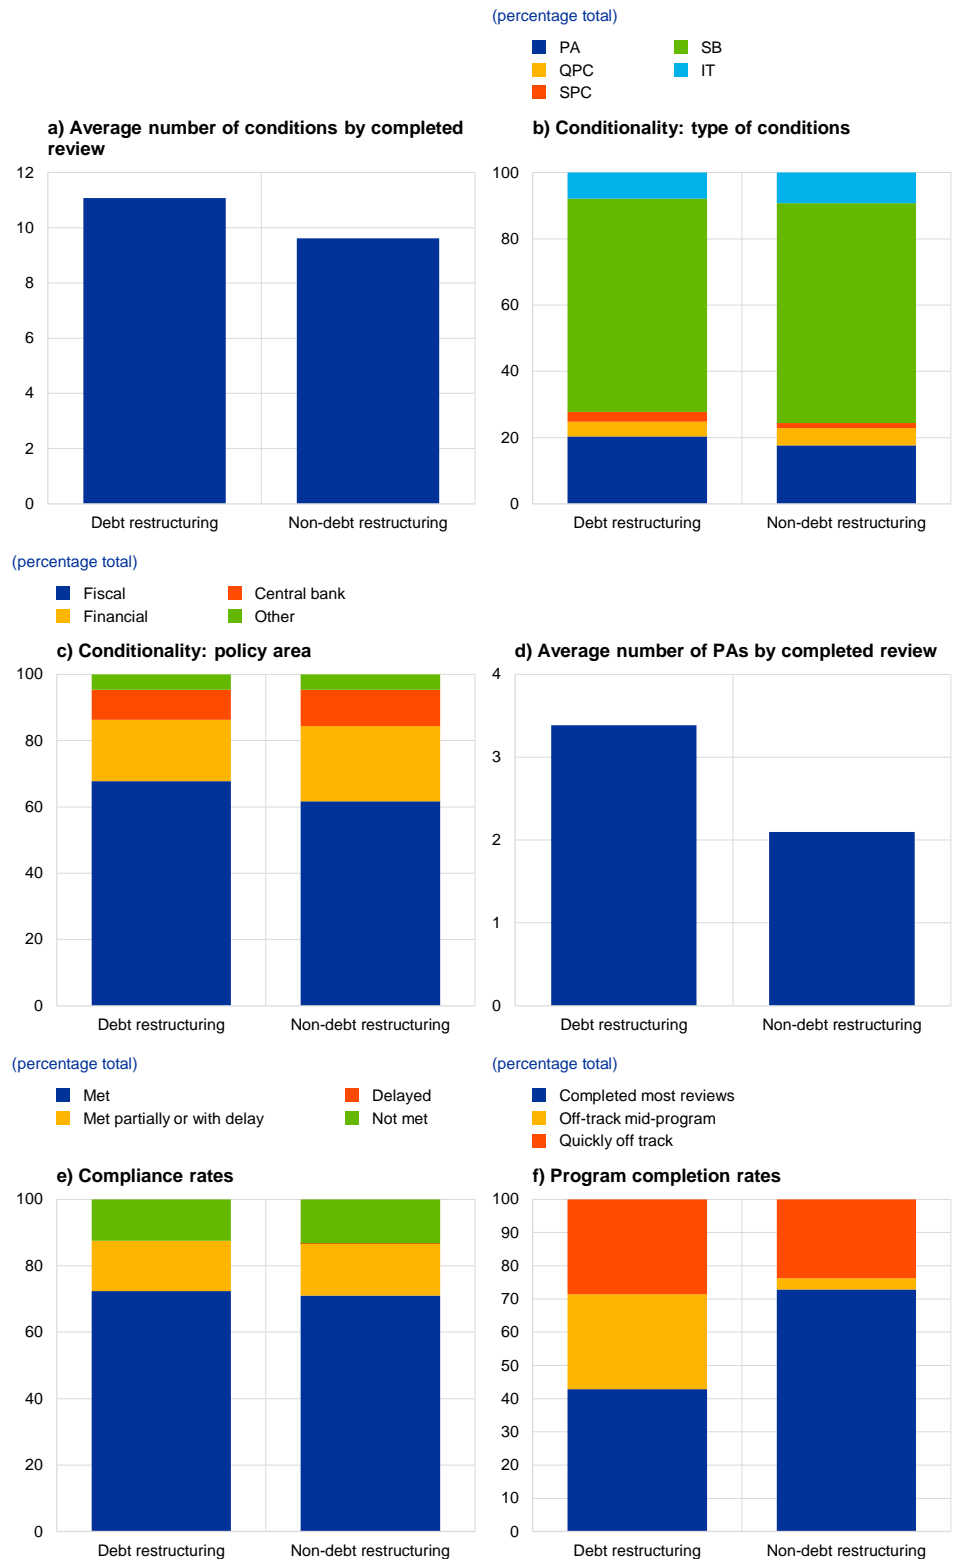 (percentage total)
PA
SB
QPC
IT
SPC
a) Average number of conditions by completed
review
b) Conditionality: type of conditions
12
10
8
6
4
2
0
Debt restructuring
Non-debt restructuring
100
80
60
40
20
0
Debt restructuring
Non-debt restructuring
(percentage total)
Fiscal
Central bank
Financial
Other
c) Conditionality: policy area
d) Average number of PAs by completed review
100
80
60
40
20
0
Debt restructuring
Non-debt restructuring
4
3
2
1
0
Debt restructuring
Non-debt restructuring
(percentage total)
(percentage total)
Met
Delayed
Met partially or with delay
Not met
Completed most reviews
Off-track mid-program
Quickly off track
e) Compliance rates
f) Program completion rates
100
80
60
40
20
0
Debt restructuring
Non-debt restructuring
100
90
80
70
60
50
40
30
20
10
0
Debt restructuring
Non-debt restructuring